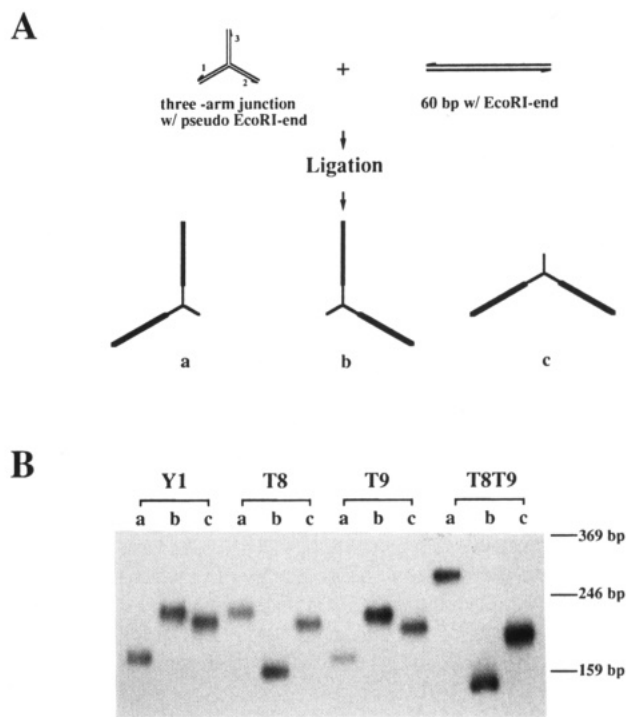 A
1
3
2
+
three -arm junction
w/ pseudo EcoRI-end
60 bp w/ EcoRI-end
Ligation
a
b
c
B
Y1
T8
T9
T8T9
a b c a b c a b c a b c
369 bp
246 bp
159 bp